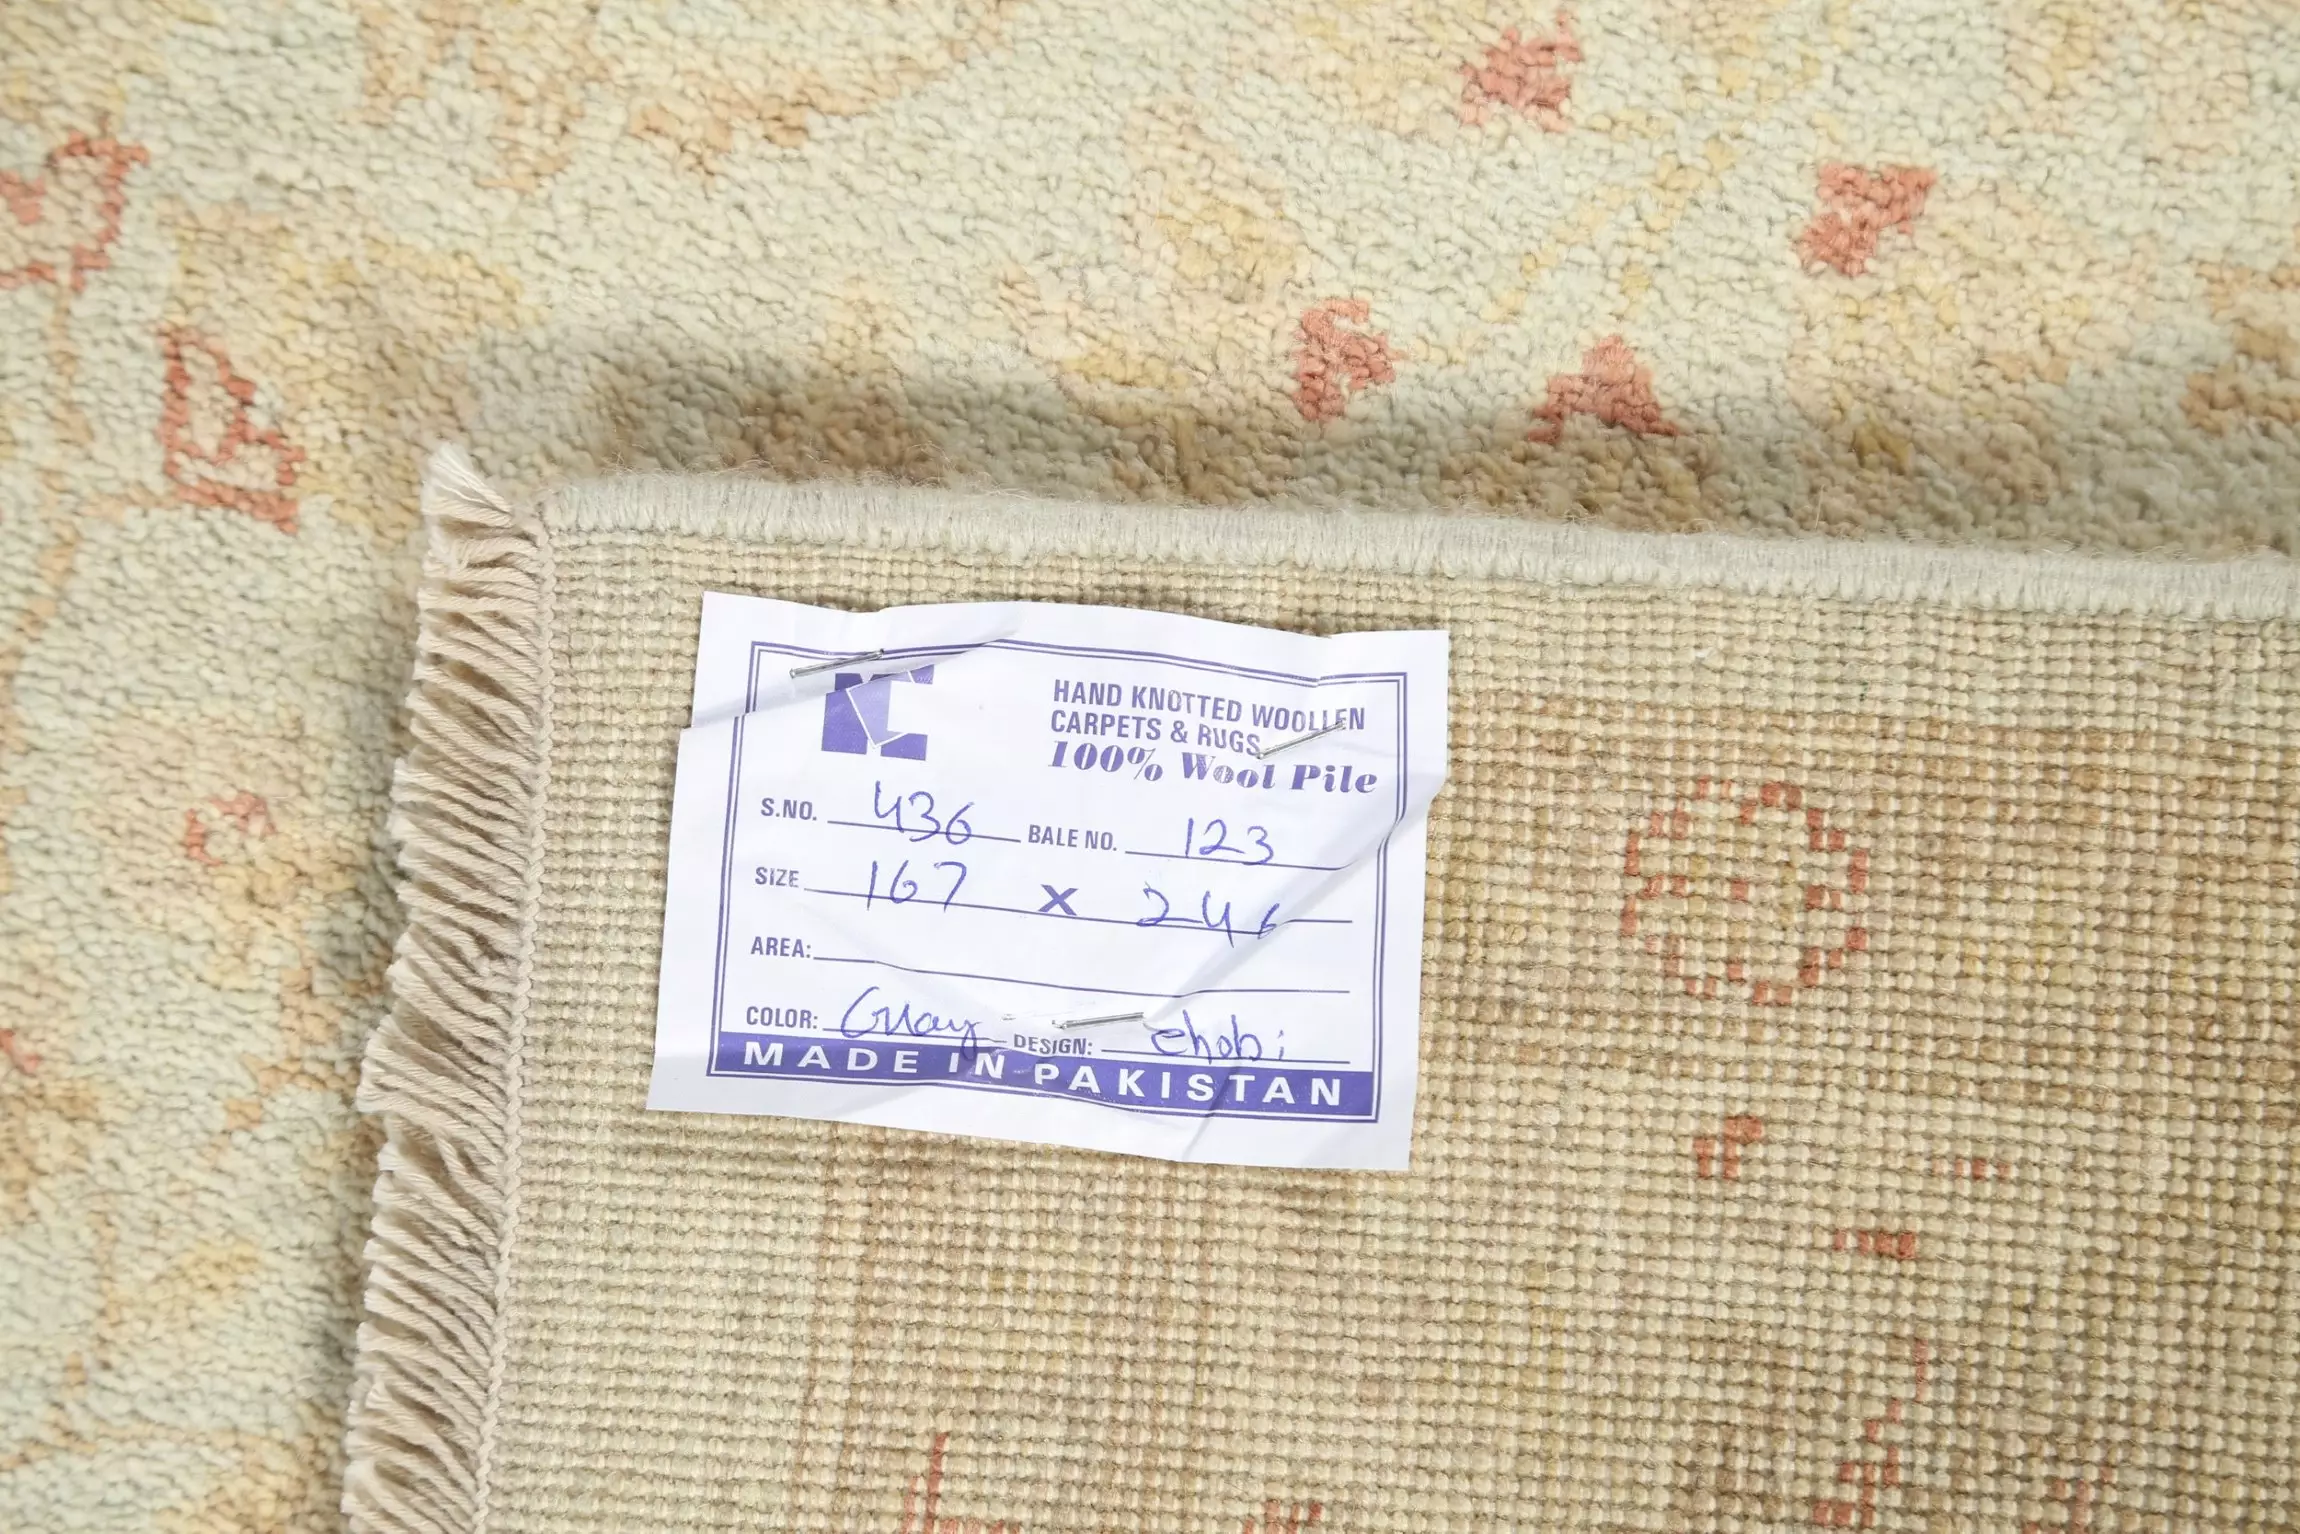 HAND KNOTTED WOOLLEN
CARPETS & RUGS
100% Wool Pile
S.NO. 436 BALE NO. 123
SIZE 167 X 246
AREA:
COLOR: Gray DESIGN: chobi
MADE IN PAKISTAN